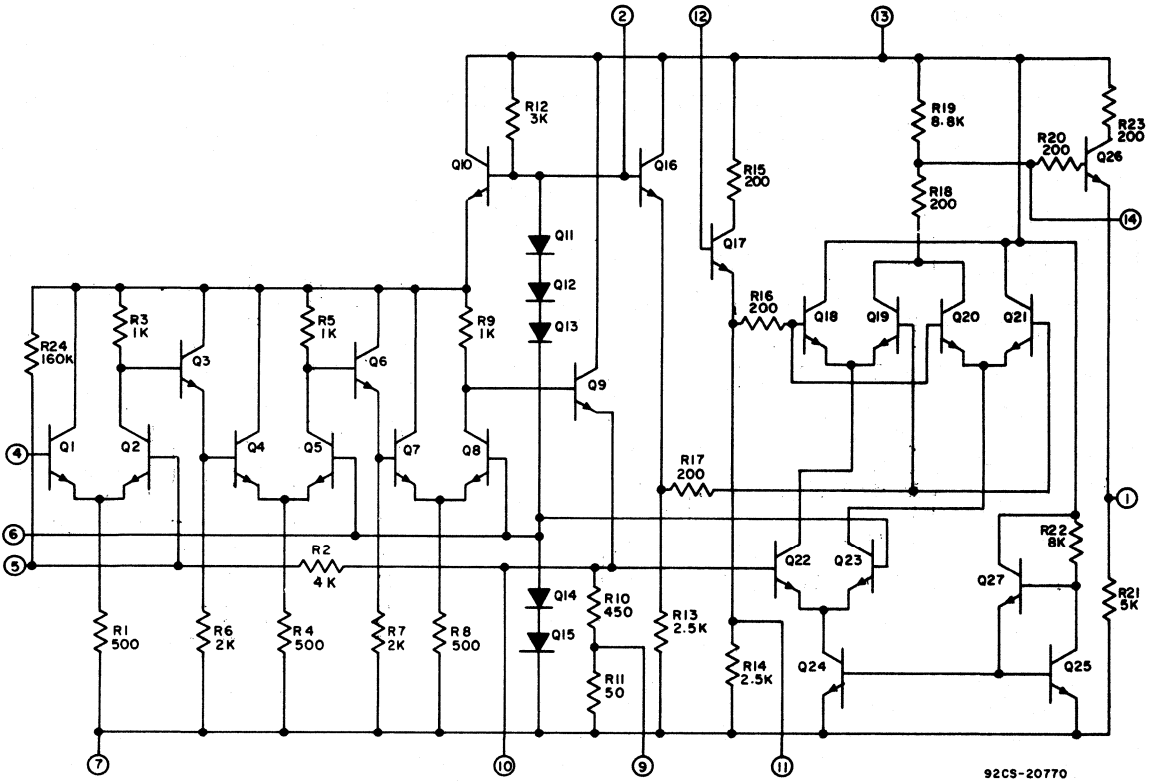 2
12
13
R12
3K
R19
8.8K
R23
200
R20
200
Q26
Q10
Q16
R15
200
R18
200
14
Q17
Q11
Q12
Q13
R16
200
Q18
Q19
Q20
Q21
R3
1K
R5
1K
R9
1K
R24
160K
Q3
Q6
Q9
4
Q1
Q2
Q4
Q5
Q7
Q8
R17
200
1
6
5
R2
4K
Q22
Q23
R22
8K
Q27
Q14
Q15
R10
450
R13
2.5K
R21
5K
R1
500
R6
2K
R4
500
R7
2K
R8
500
R11
50
R14
2.5K
Q24
Q25
7
10
9
11
92CS-20770